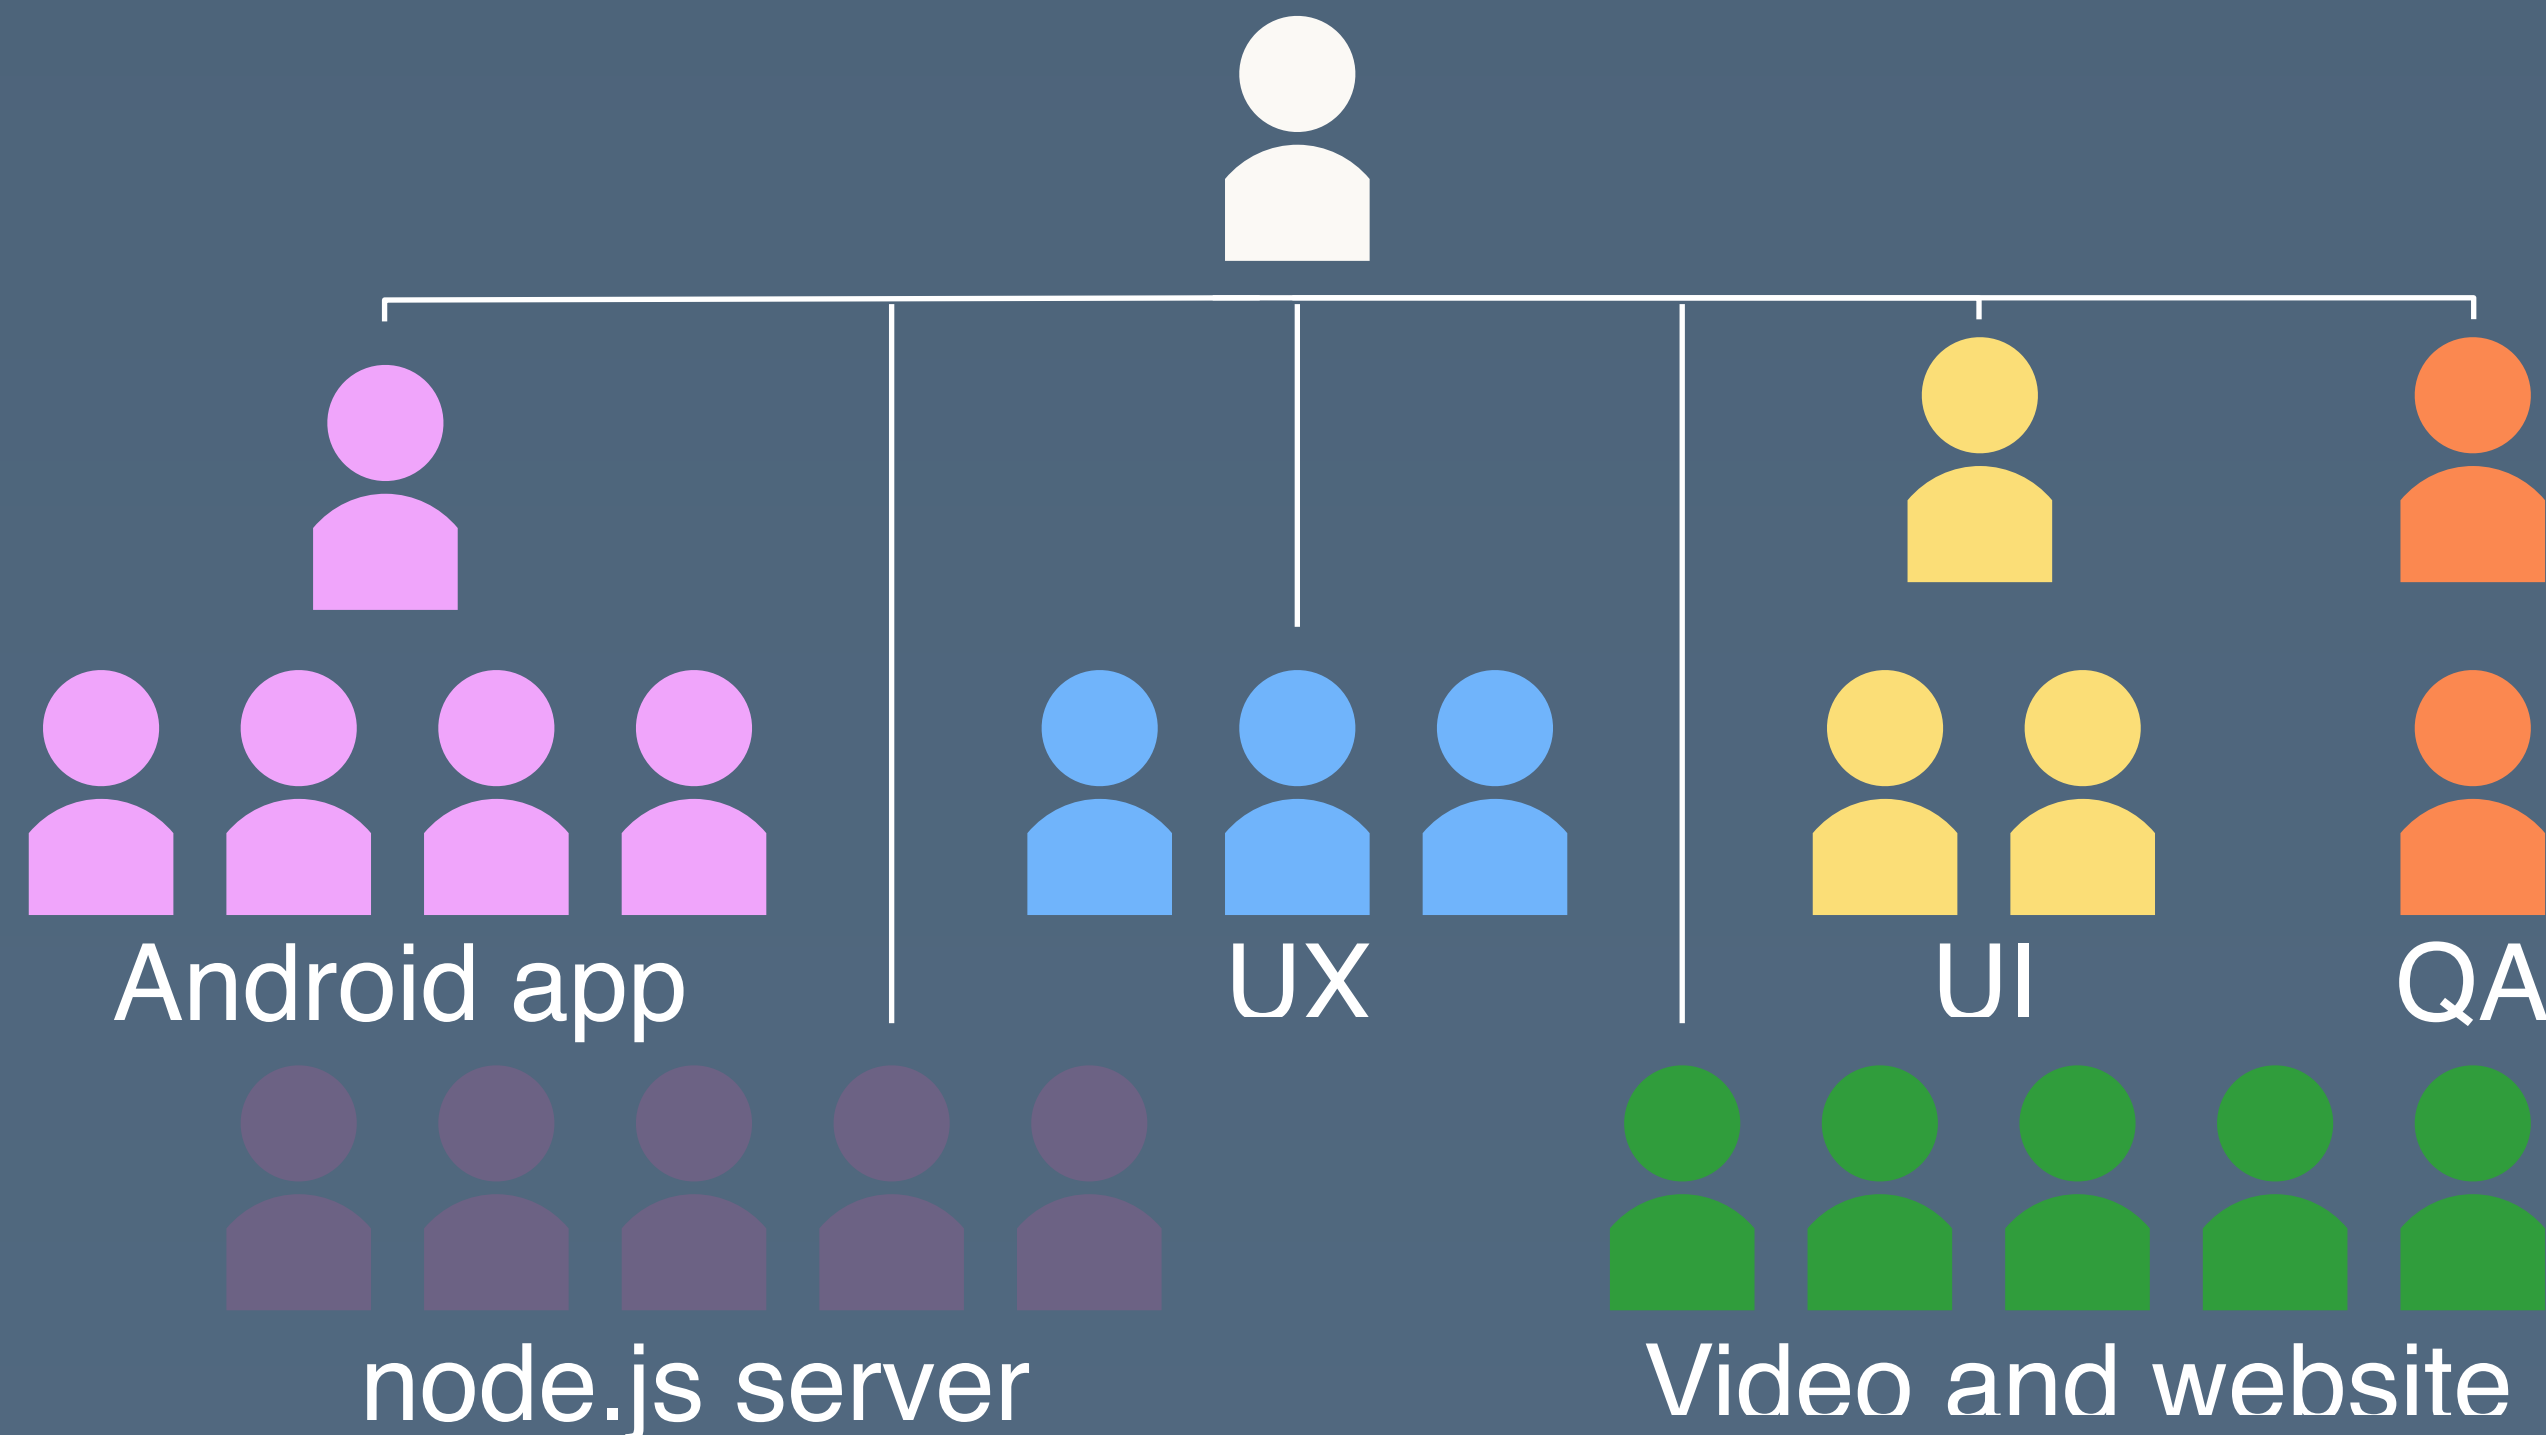 Android app
UX
UI
QA
node.js server
Video and website